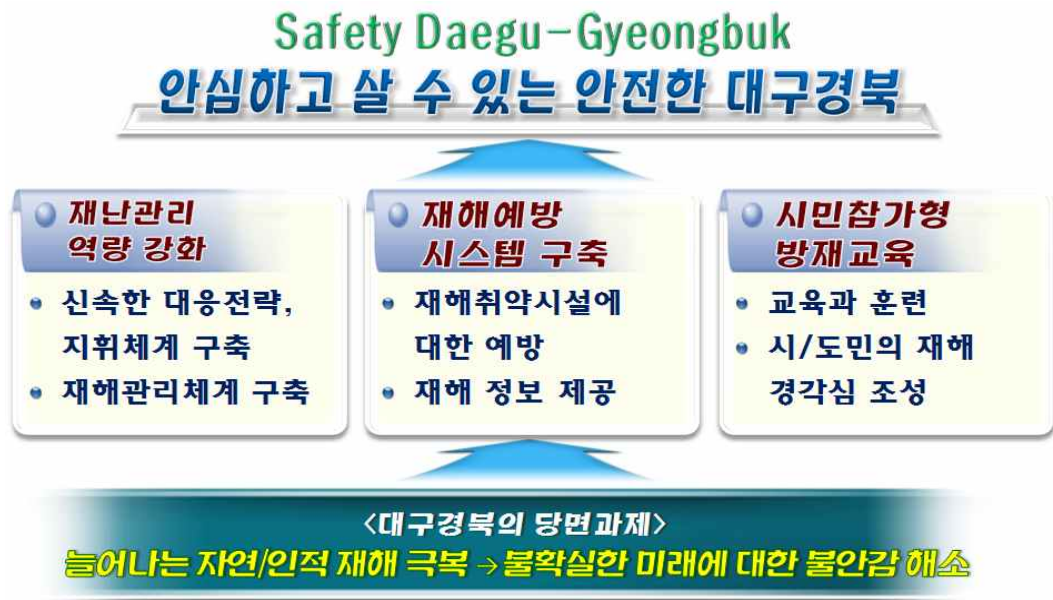 Safety Daegu-Gyeongbuk
안심하고 살 수 있는 안전한 대구경북
재난관리
역량 강화
신속한 대응전략,
지휘체계 구축
재해관리체계 구축
재해예방
시스템 구축
재해취약시설에
대한 예방
재해 정보 제공
시민참가형
방재교육
교육과 훈련
시/도민의 재해
경각심 조성
<대구경북의 당면과제>
늘어나는 자연/인적 재해 극복 → 불확실한 미래에 대한 불안감 해소